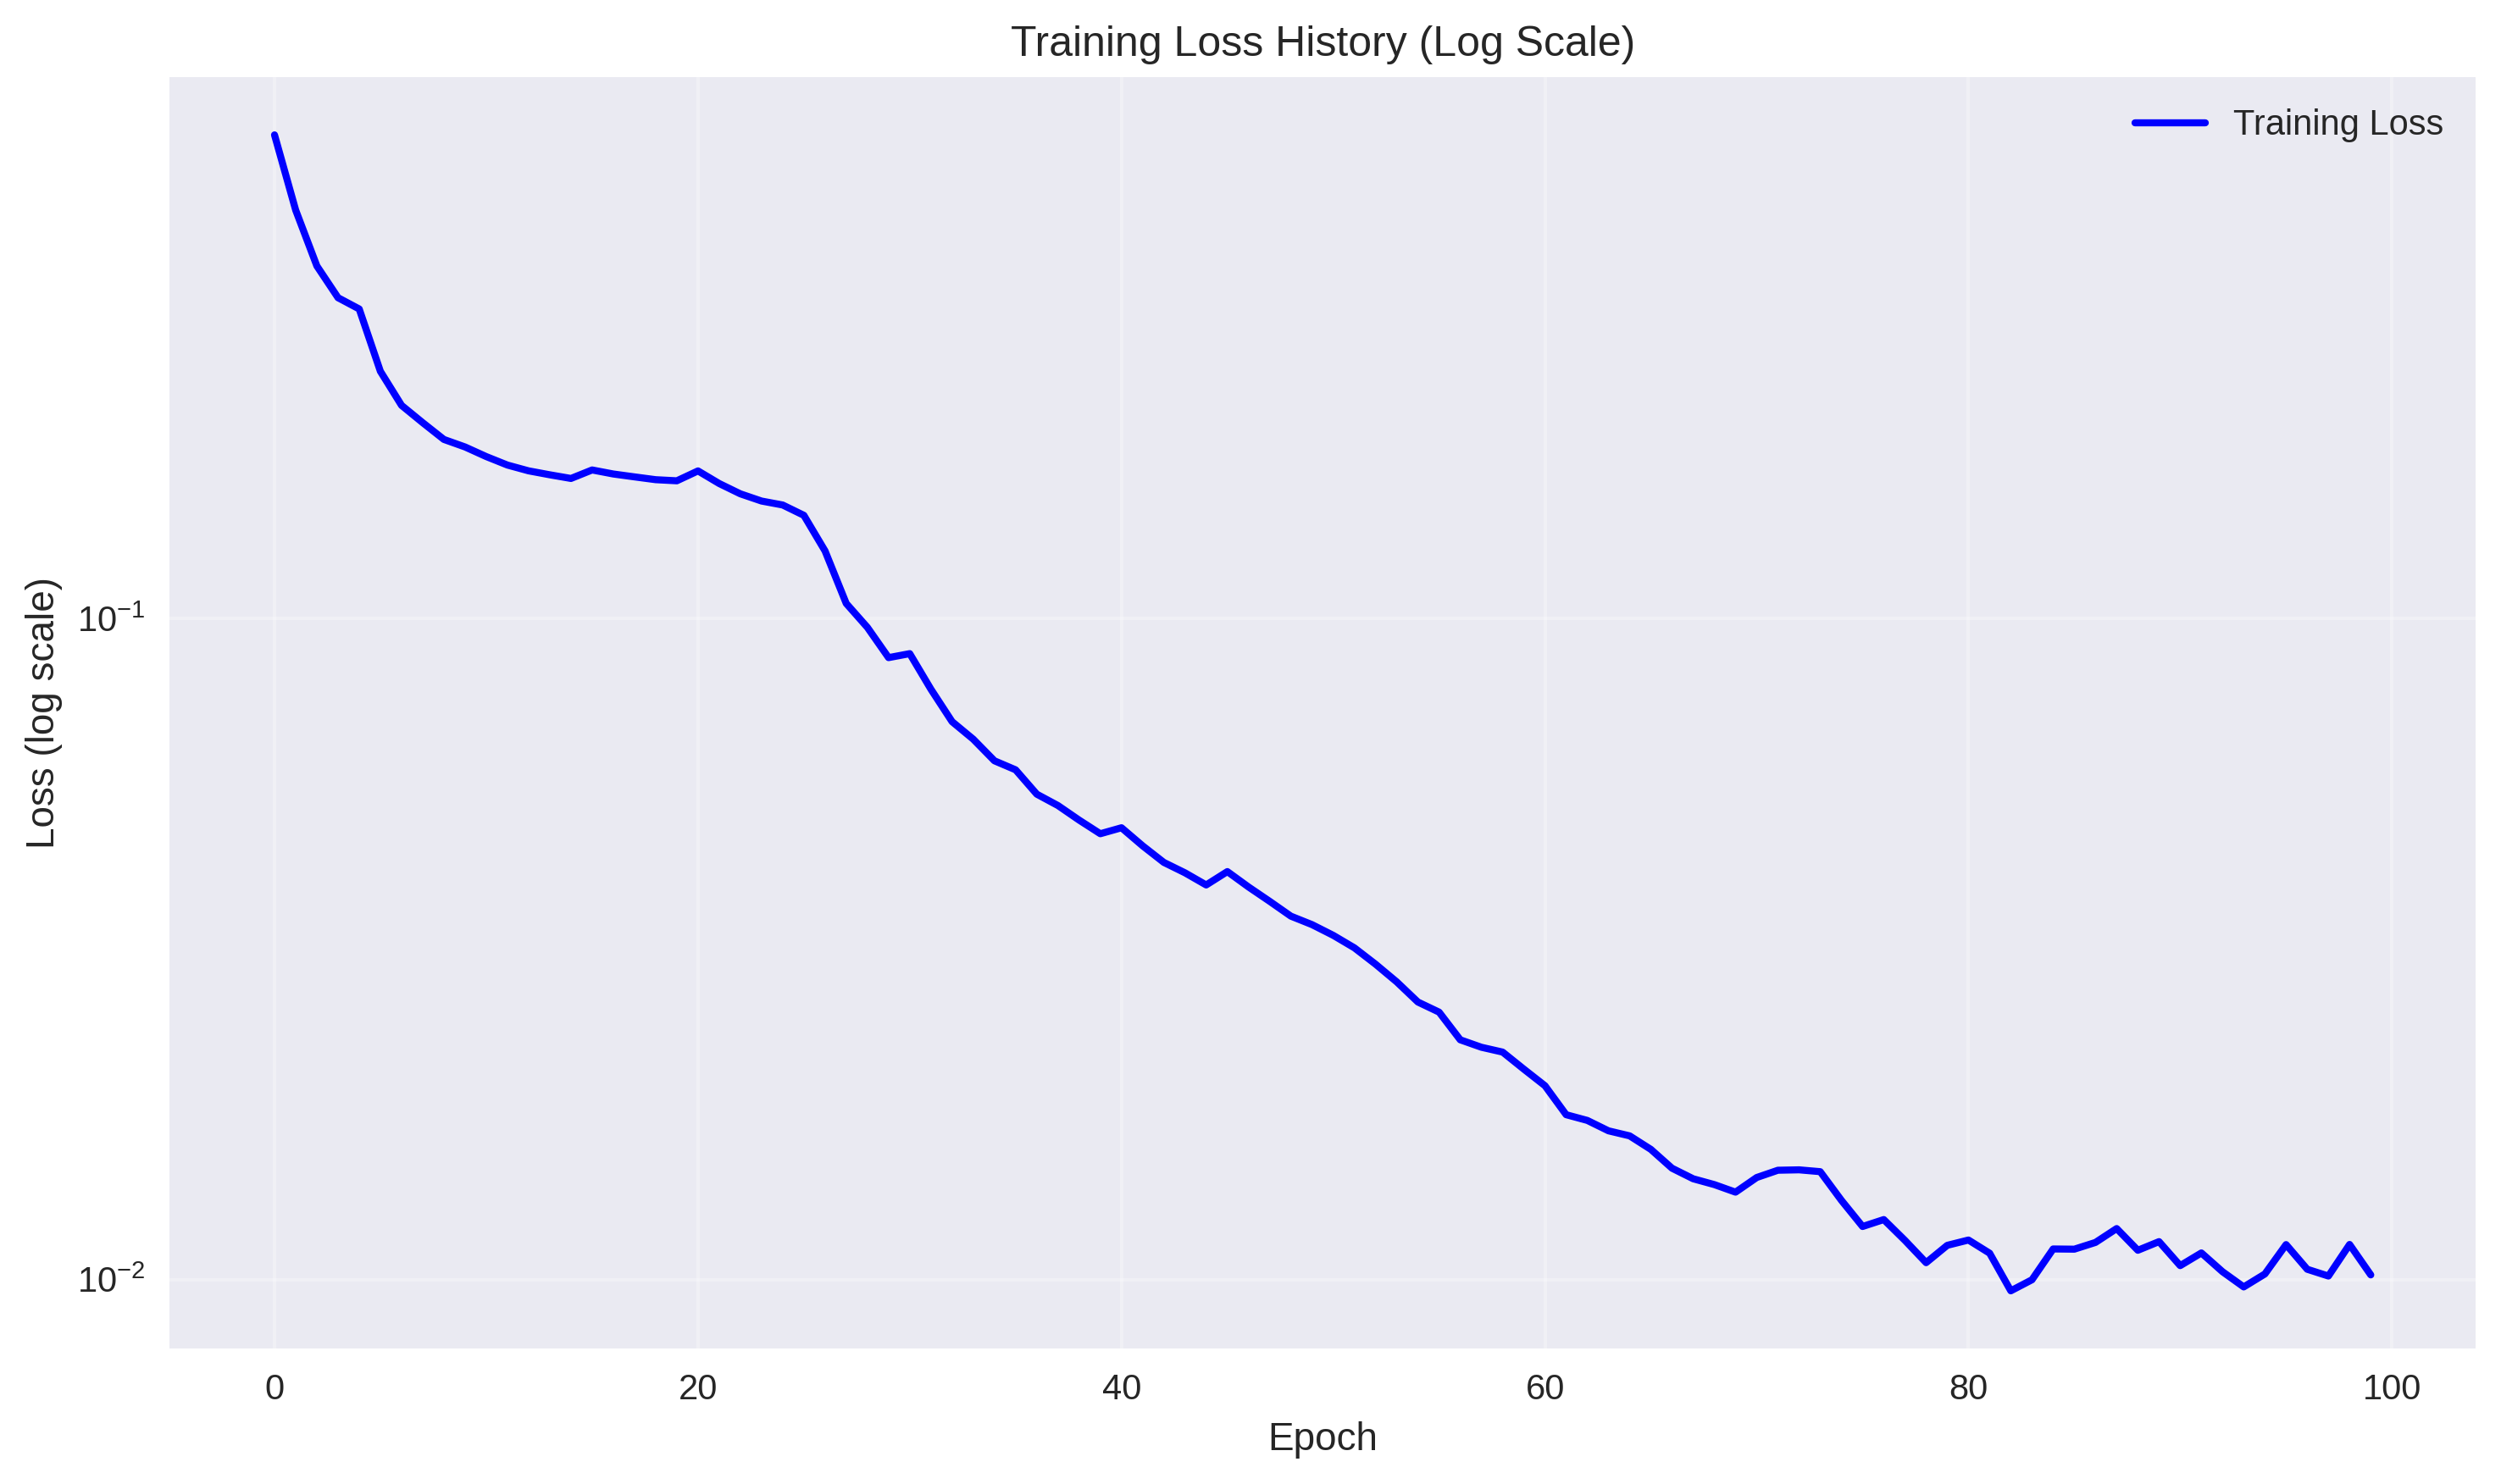 Training Loss History (Log Scale)
Training Loss
Loss (log scale)
10⁻¹
10⁻²
0 20 40 60 80 100
Epoch